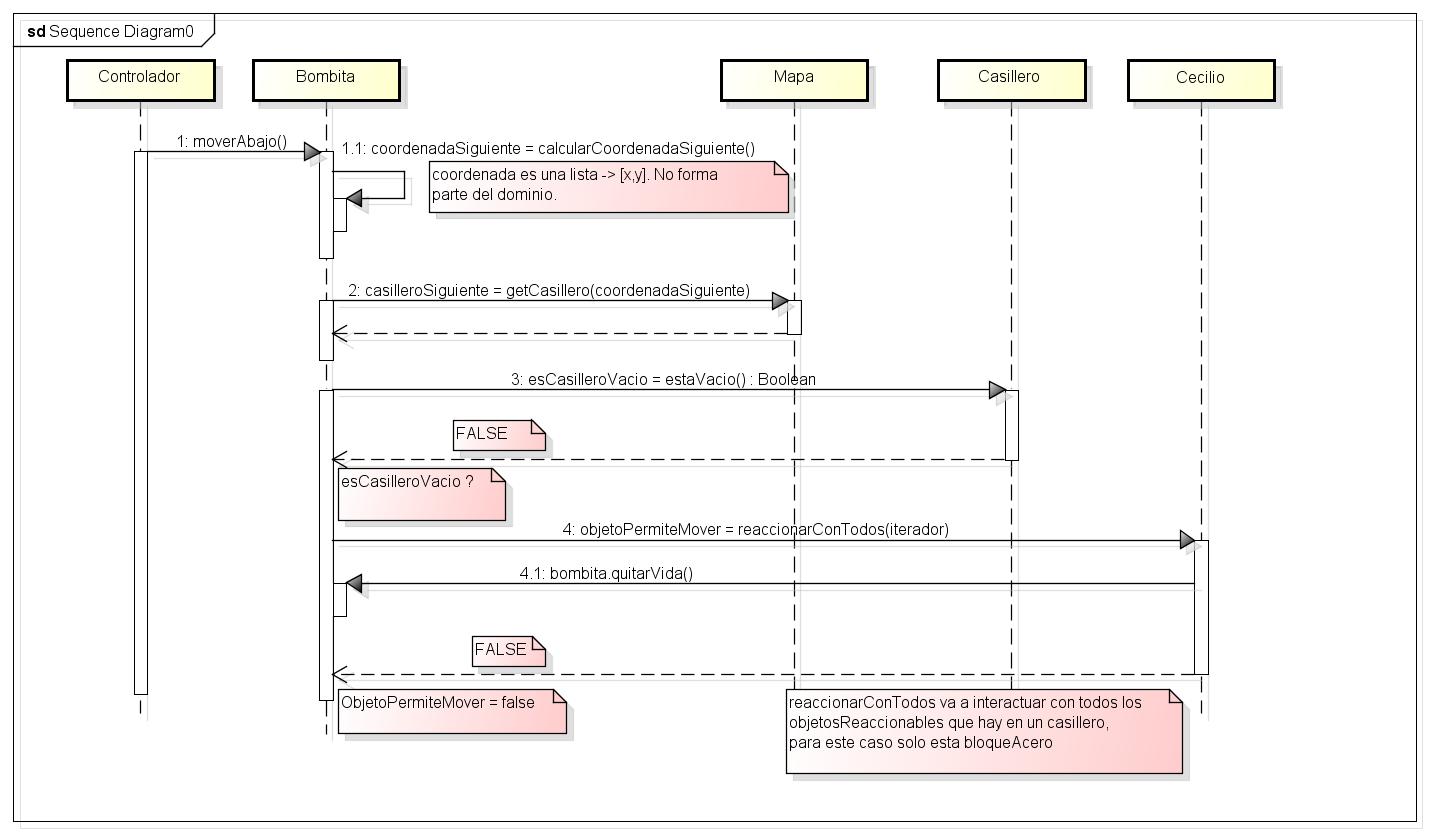 sd Sequence Diagram0
Controlador
Bombita
Mapa
Casillero
Cecilio
1: moverAbajo()
1.1: coordenadaSiguiente = calcularCoordenadaSiguiente()
coordenada es una lista -> [x,y]. No forma
parte del dominio.
2: casilleroSiguiente = getCasillero(coordenadaSiguiente)
3: esCasilleroVacio = estaVacio() : Boolean
FALSE
esCasilleroVacio ?
4: objetoPermiteMover = reaccionarConTodos(iterador)
4.1: bombita.quitarVida()
FALSE
ObjetoPermiteMover = false
reaccionarConTodos va a interactuar con todos los
objetosReaccionables que hay en un casillero,
para este caso solo esta bloqueAcero